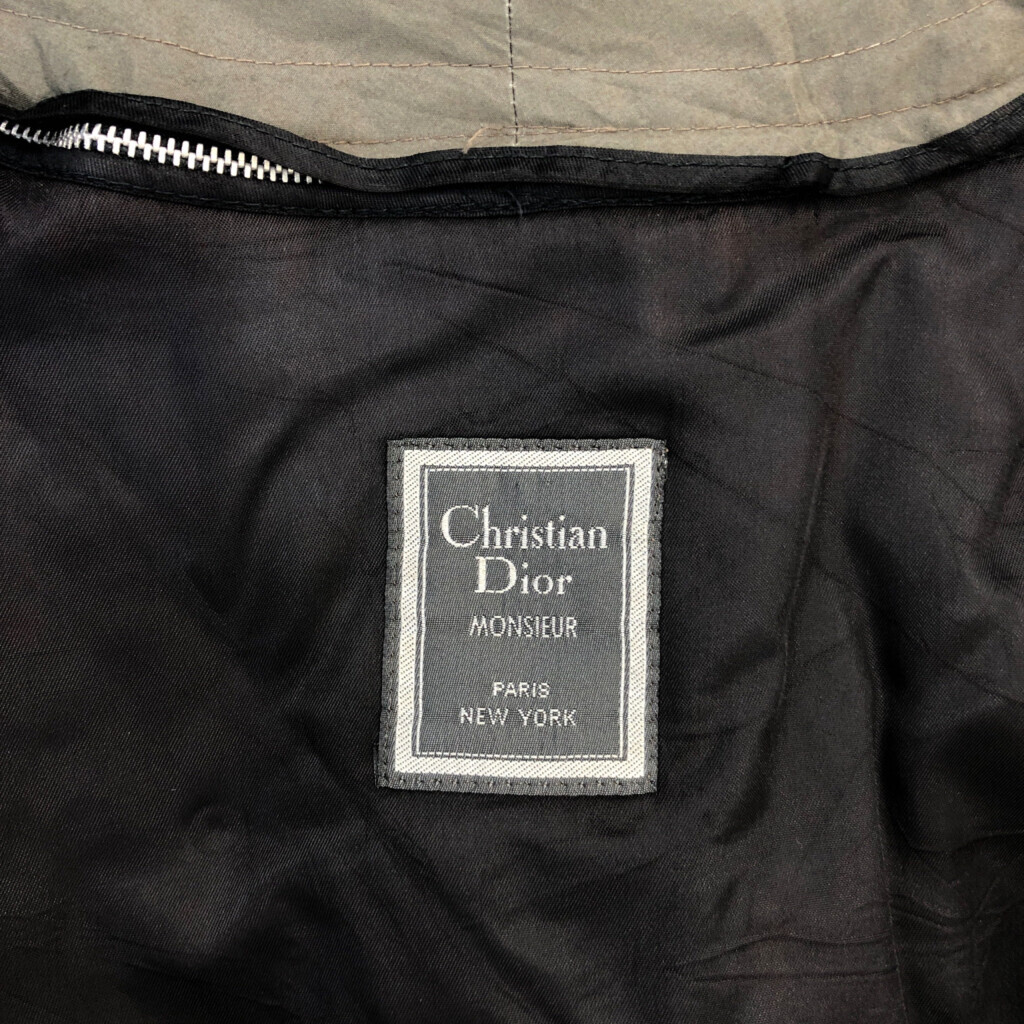 Christian
Dior
MONSIEUR
PARIS
NEW YORK